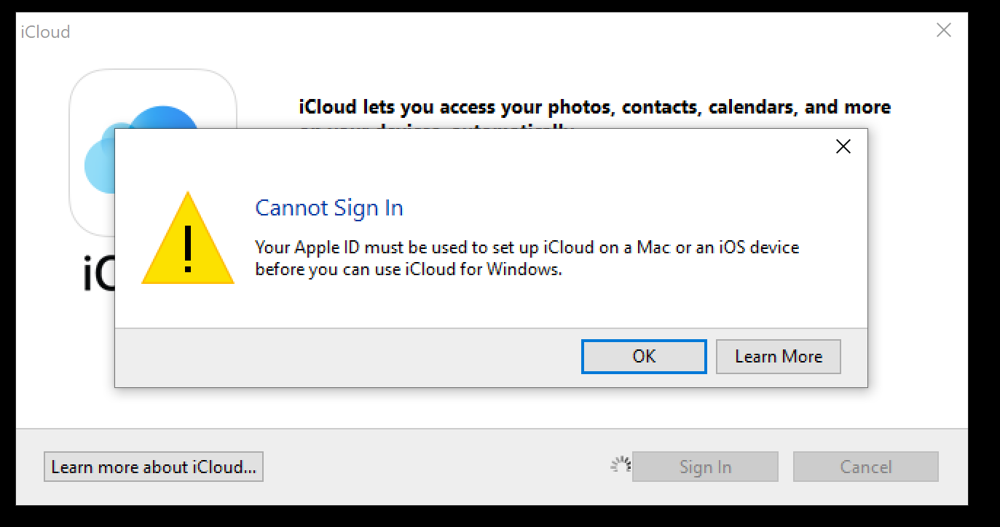 iCloud
iCloud lets you access your photos, contacts, calendars, and more
Cannot Sign In
Your Apple ID must be used to set up iCloud on a Mac or an iOS device
before you can use iCloud for Windows.
OK
Learn More
Learn more about iCloud...
Sign In
Cancel